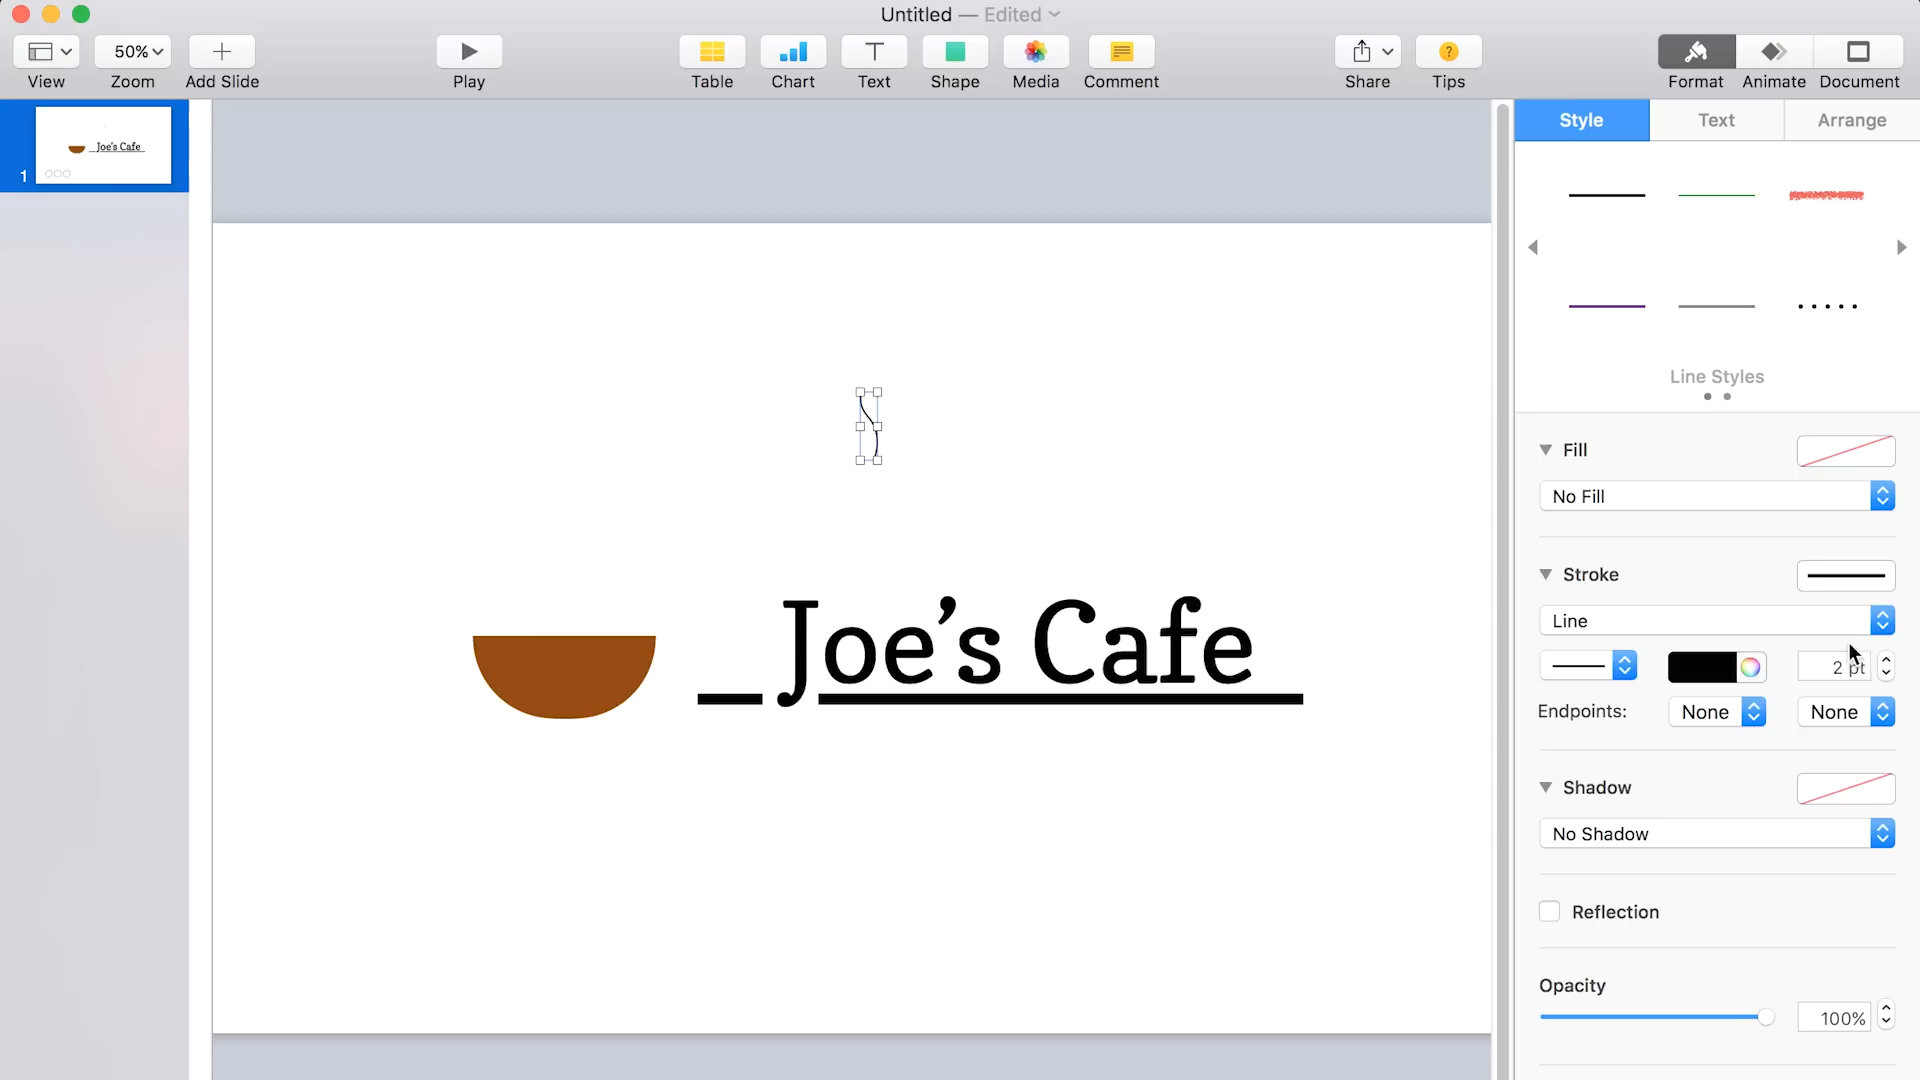 Untitled — Edited
50%
View
Zoom
Add Slide
Play
Table
Chart
Text
Shape
Media
Comment
Share
Tips
Format
Animate
Document
Style
Text
Arrange
Joe's Cafe
1
Line Styles
Fill
No Fill
Stroke
Line
2 pt
Endpoints:
None
None
Shadow
No Shadow
Reflection
Opacity
100%
_Joe’s Cafe